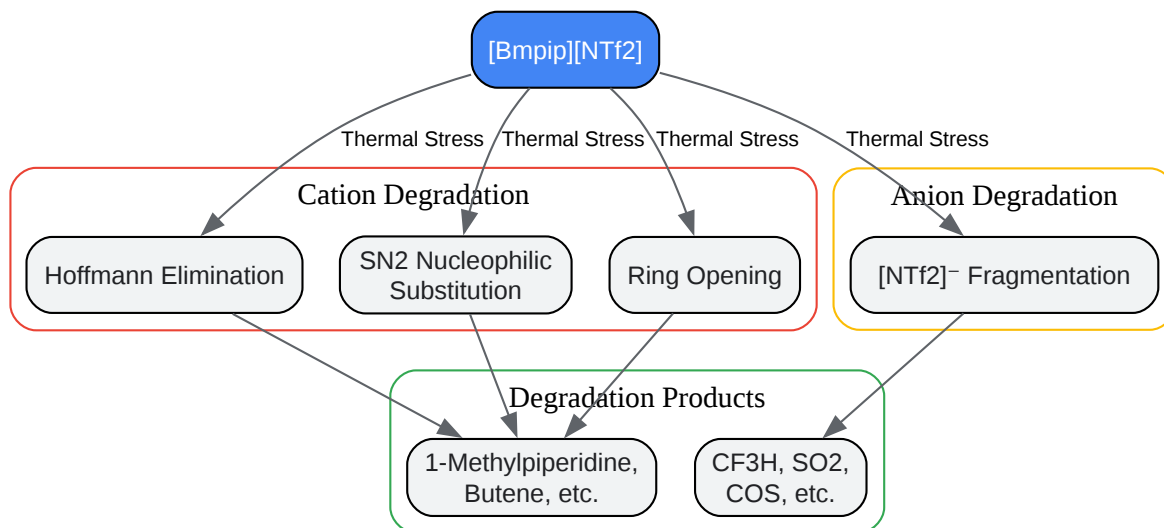 [Bmpip][NTf2]
Thermal Stress
Thermal Stress
Thermal Stress
Thermal Stress
Cation Degradation
Anion Degradation
Hoffmann Elimination
SN2 Nucleophilic
Substitution
Ring Opening
[NTf2]⁻ Fragmentation
Degradation Products
1-Methylpiperidine,
Butene, etc.
CF3H, SO2,
COS, etc.